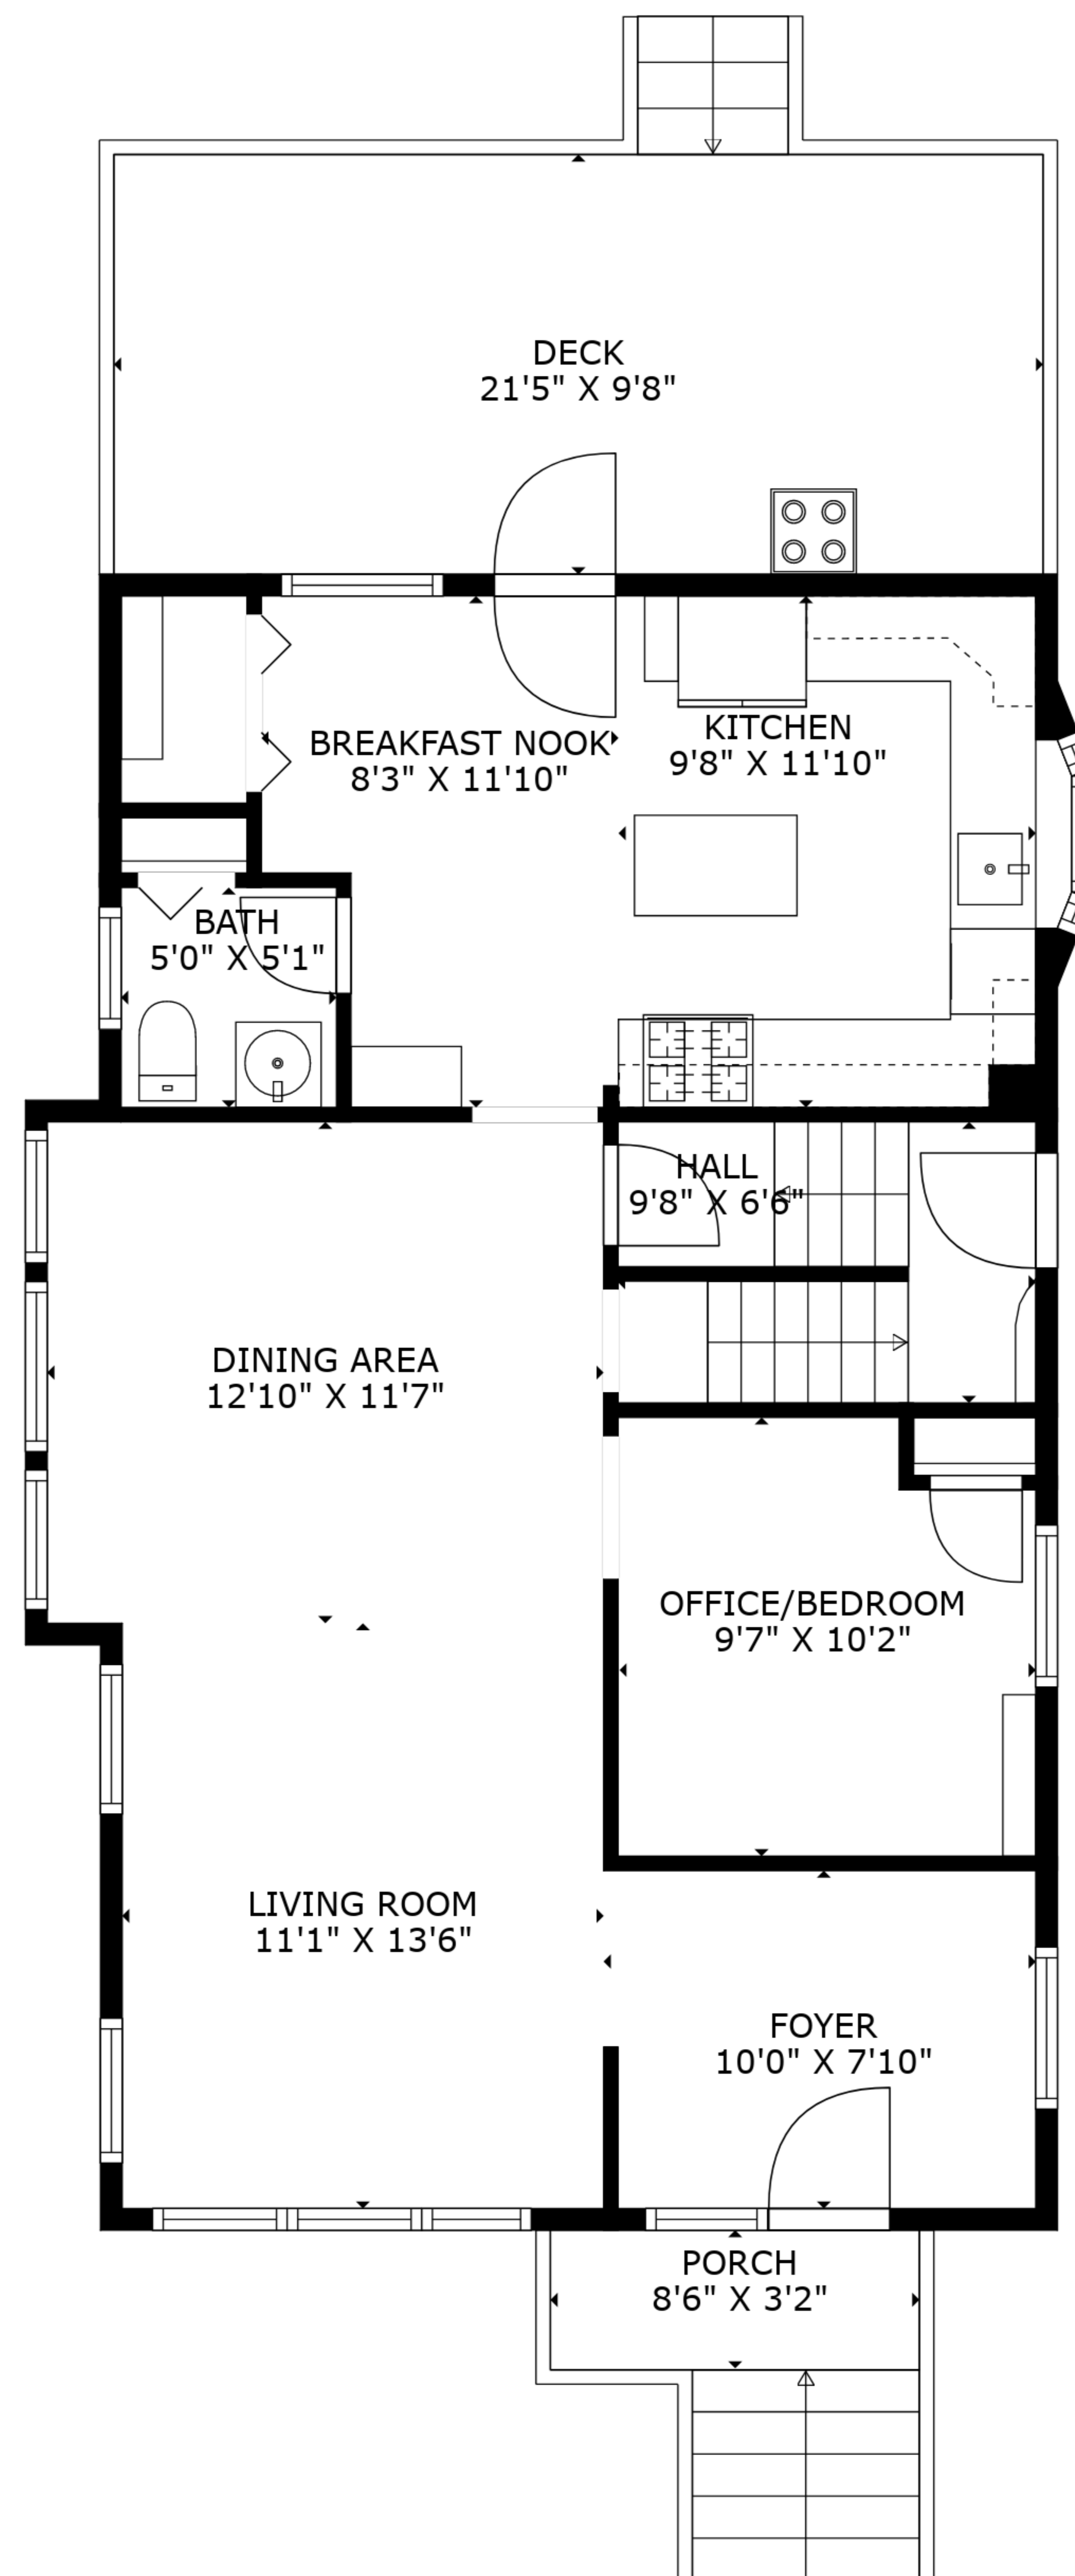 DECK
21'5" X 9'8"
BREAKFAST NOOK
8'3" X 11'10"
KITCHEN
9'8" X 11'10"
BATH
5'0" X 5'1"
HALL
9'8" X 6'6"
DINING AREA
12'10" X 11'7"
OFFICE/BEDROOM
9'7" X 10'2"
LIVING ROOM
11'1" X 13'6"
FOYER
10'0" X 7'10"
PORCH
8'6" X 3'2"